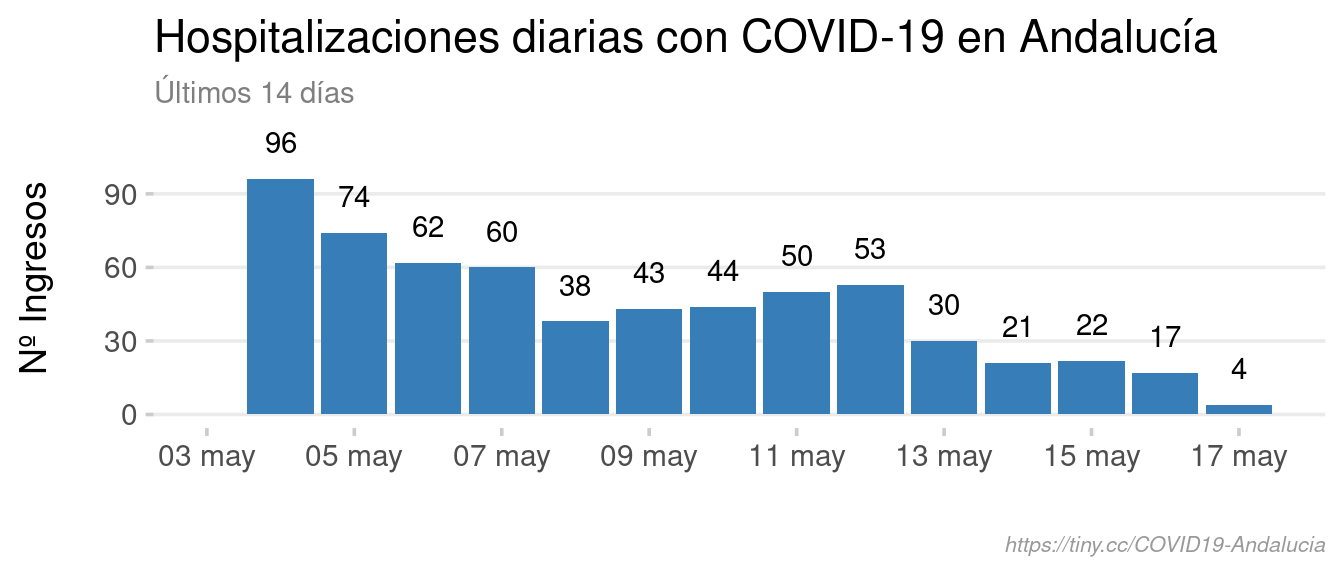 Hospitalizaciones diarias con COVID-19 en Andalucía
Últimos 14 días
Nº Ingresos
90
60
30
0
96
74
62
60
38
43
44
50
53
30
21
22
17
4
03 may
05 may
07 may
09 may
11 may
13 may
15 may
17 may
https://tiny.cc/COVID19-Andalucia